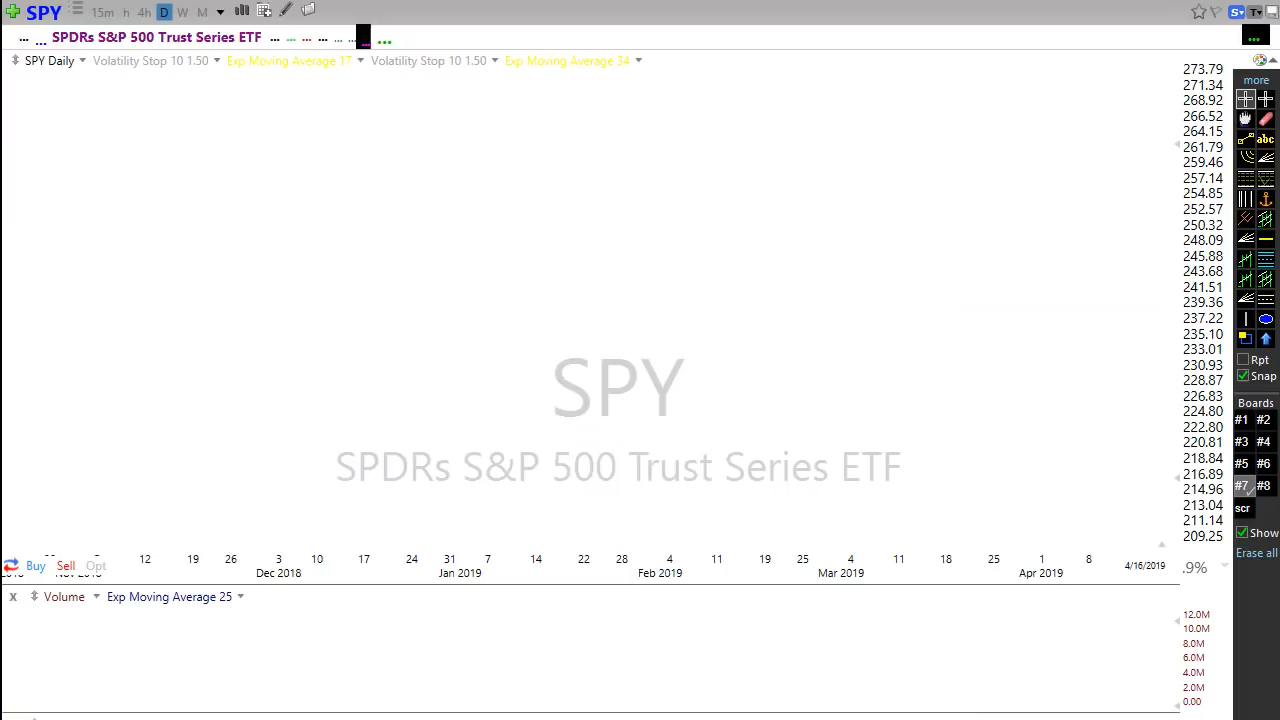 SPY 15m 1h 4h D W M S T
... ... SPDRs S&P 500 Trust Series ETF ... ... ... ... ... ... ... ... ...
SPY Daily Volatility Stop 10 1.50 Exp Moving Average 17 Volatility Stop 10 1.50 Exp Moving Average 34
273.79
271.34
268.92
266.52
264.15
261.79
259.46
257.14
254.85
252.57
250.32
248.09
245.88
243.68
241.51
239.36
237.22
235.10
233.01
230.93
228.87
226.83
224.80
222.80
220.81
218.84
216.89
214.96
213.04
211.14
209.25
more
abc
Rpt
Snap
Boards
#1 #2
#3 #4
#5 #6
#7 #8
scr
Show
Erase all
SPY
SPDRs S&P 500 Trust Series ETF
12 19 26 3 10 17 24 31 7 14 22 28 4 11 19 25 4 11 18 25 1 8
Buy Sell Opt
Dec 2018 Jan 2019 Feb 2019 Mar 2019 Apr 2019 4/16/2019 .9%
X Volume Exp Moving Average 25
12.0M
10.0M
8.0M
6.0M
4.0M
2.0M
0.00